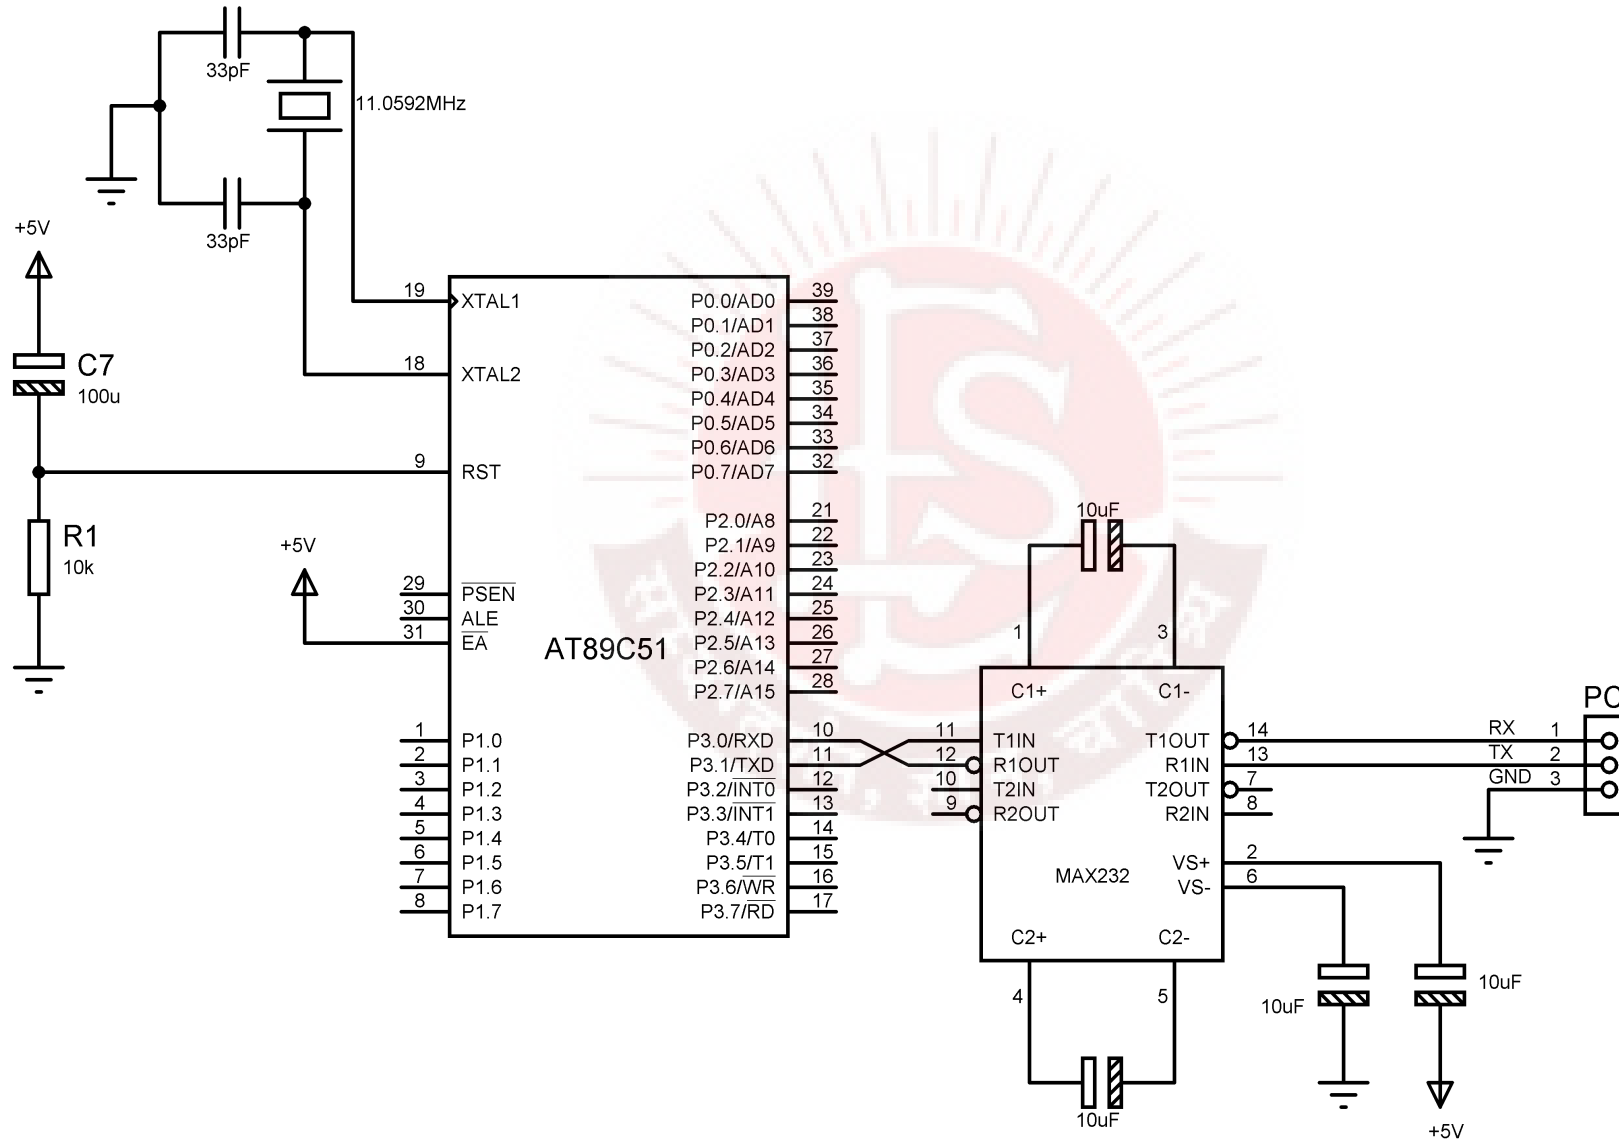 33pF
11.0592MHz
33pF
+5V
C7
100u
R1
10k
+5V
19 XTAL1
18 XTAL2
9 RST
29 PSEN
30 ALE
31 EA
1 P1.0
2 P1.1
3 P1.2
4 P1.3
5 P1.4
6 P1.5
7 P1.6
8 P1.7
AT89C51
P0.0/AD0 39
P0.1/AD1 38
P0.2/AD2 37
P0.3/AD3 36
P0.4/AD4 35
P0.5/AD5 34
P0.6/AD6 33
P0.7/AD7 32
P2.0/A8 21
P2.1/A9 22
P2.2/A10 23
P2.3/A11 24
P2.4/A12 25
P2.5/A13 26
P2.6/A14 27
P2.7/A15 28
P3.0/RXD 10
P3.1/TXD 11
P3.2/INT0 12
P3.3/INT1 13
P3.4/T0 14
P3.5/T1 15
P3.6/WR 16
P3.7/RD 17
10uF
1 3
C1+ C1-
11 T1IN
12 R1OUT
10 T2IN
9 R2OUT
T1OUT 14
R1IN 13
T2OUT 7
R2IN 8
VS+ 2
VS- 6
MAX232
C2+ C2-
4 5
10uF
PC
RX 1
TX 2
GND 3
10uF
10uF
+5V